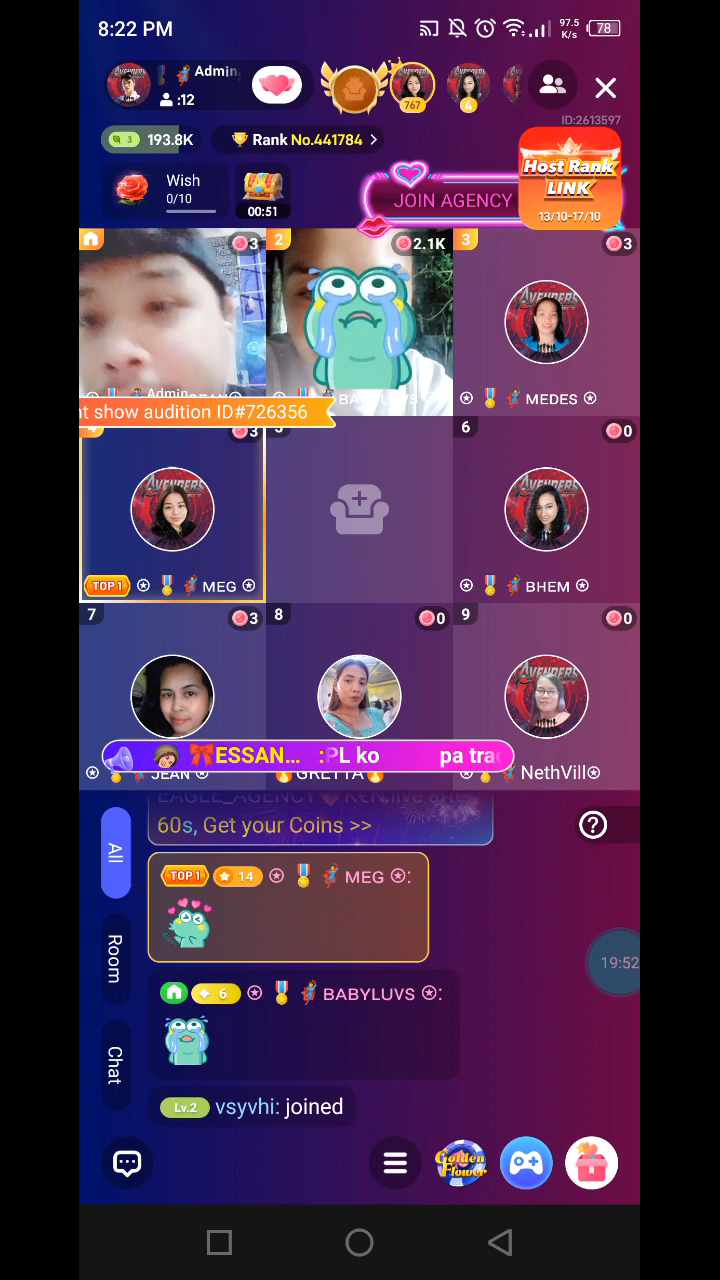 8:22 PM
97.5
K/s
78
Admin
:12
767
4
ID:2613597
3 193.8K
Rank No.441784 >
Host Rank
LINK
13/10-17/10
Wish
0/10
00:51
JOIN AGENCY
3
2
2.1K
3
3
Admin
MEDES
nt show audition ID#726356
3
6
0
TOP 1 MEG
BHEM
7
3
8
0
9
0
ESSAN... :PL ko pa tra
JEAN
GRETTA
NethVill
EAGLE_AGENCY
60s, Get your Coins >>
?
All
TOP 1 14 MEG :
Room
19:52
6 BABYLUVS :
Chat
Lv.2 vsyvhi: joined
Golden
Flower